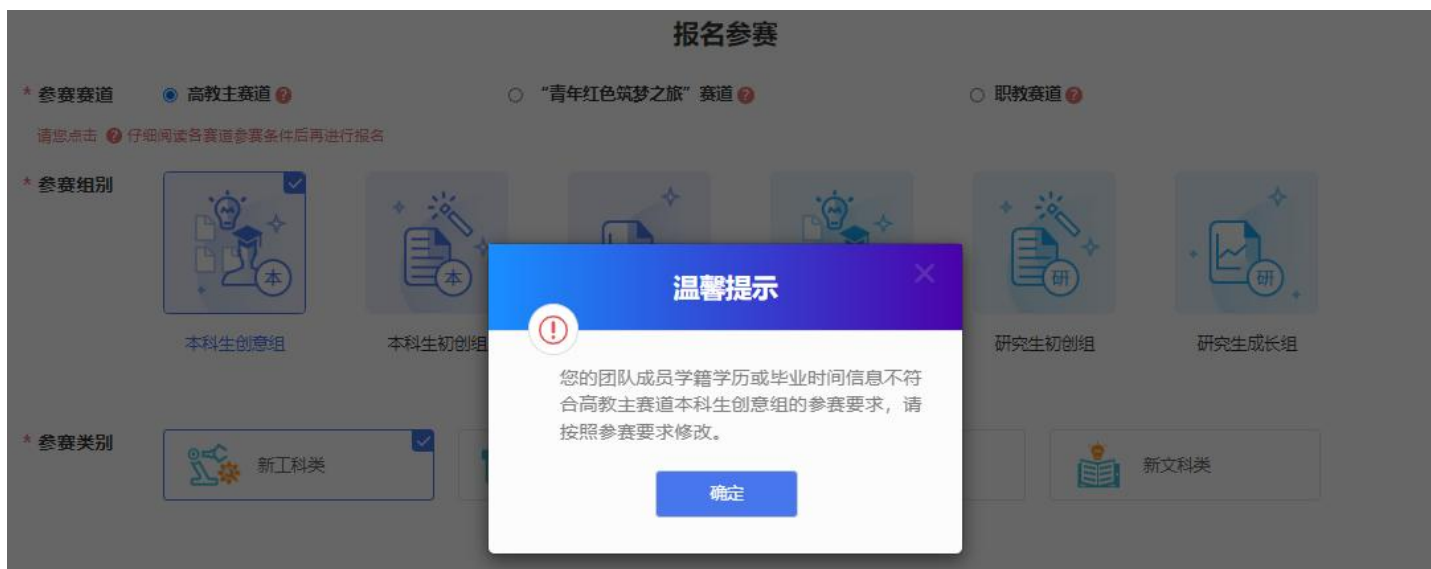 报名参赛
* 参赛赛道 高教主赛道 ? “青年红色筑梦之旅”赛道 ? 职教赛道 ?
请您点击 ? 仔细阅读各赛道参赛条件后再进行报名
* 参赛组别
本 本 研 研
温馨提示
本科生创意组 本科生初创组 研究生初创组 研究生成长组
您的团队成员学籍学历或毕业时间信息不符
合高教主赛道本科生创意组的参赛要求，请
按照参赛要求修改。
* 参赛类别 新工科类 新文科类
确定